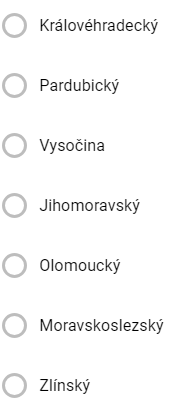 Královéhradecký
Pardubický
Vysočina
Jihomoravský
Olomoucký
Moravskoslezský
Zlínský